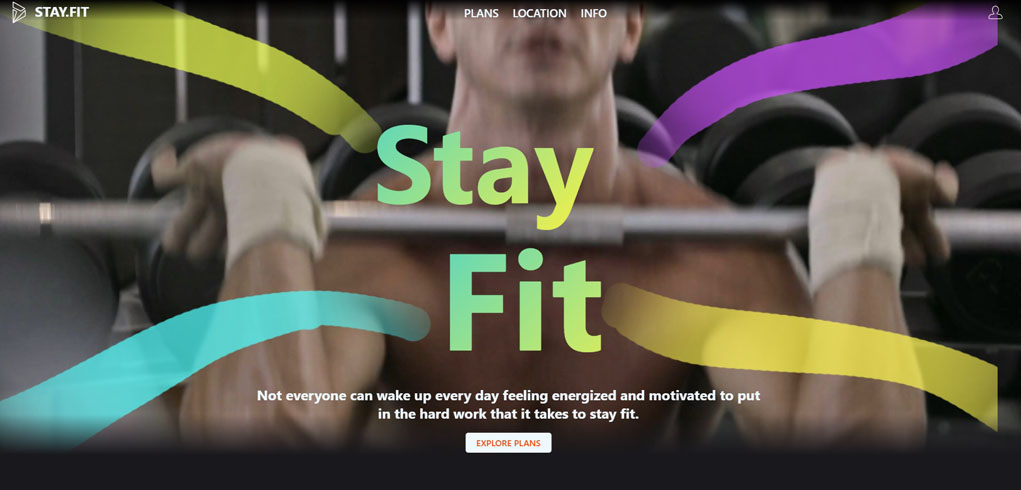 STAY.FIT
PLANS LOCATION INFO
Stay
Fit
Not everyone can wake up every day feeling energized and motivated to put
in the hard work that it takes to stay fit.
EXPLORE PLANS